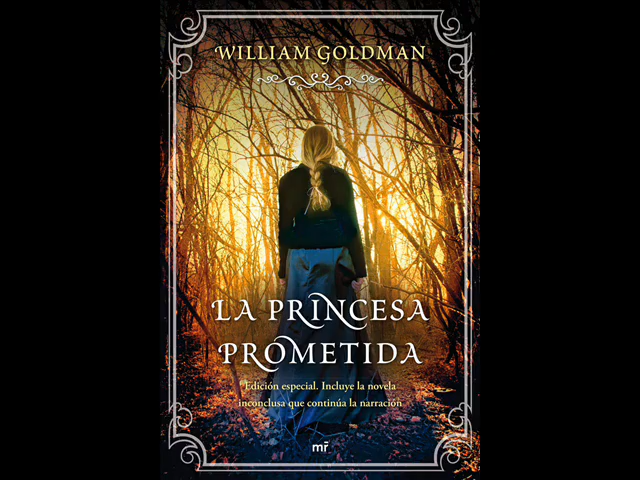 WILLIAM GOLDMAN
LA PRINCESA
PROMETIDA
Edición especial. Incluye la novela
inconclusa que continúa la narración
mr